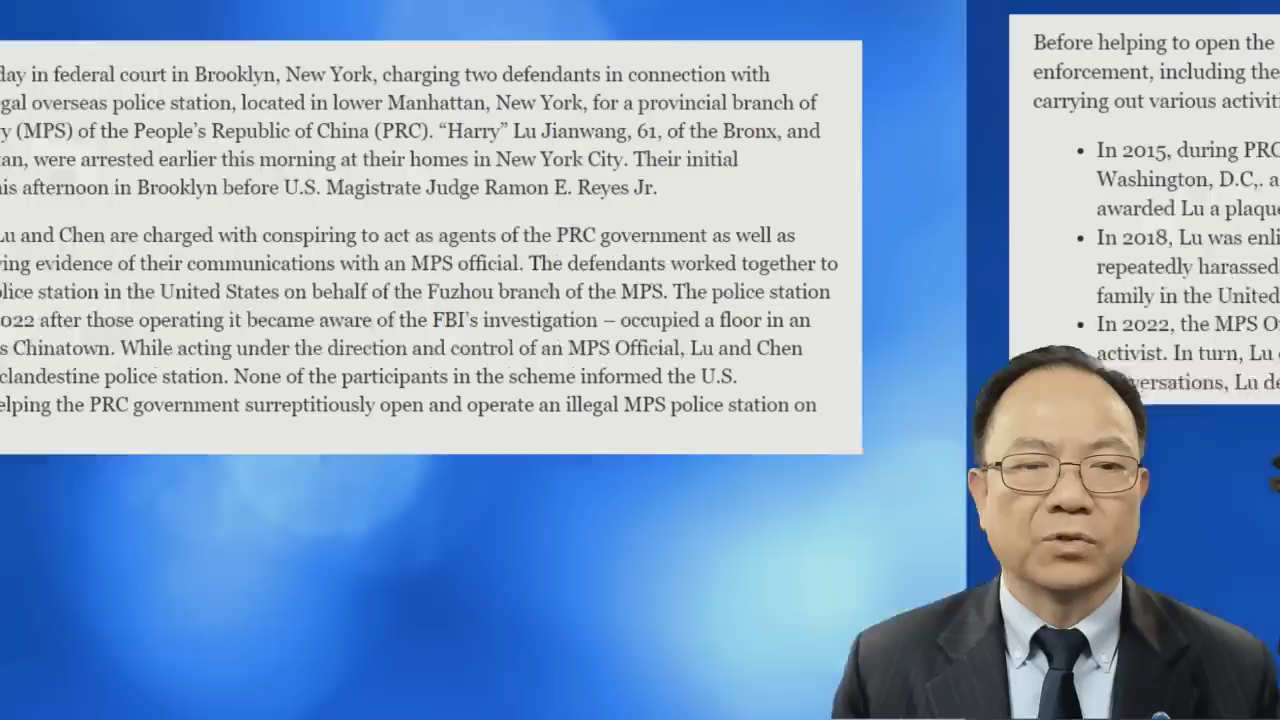 day in federal court in Brooklyn, New York, charging two defendants in connection with
gal overseas police station, located in lower Manhattan, New York, for a provincial branch of
y (MPS) of the People’s Republic of China (PRC). “Harry” Lu Jianwang, 61, of the Bronx, and
tan, were arrested earlier this morning at their homes in New York City. Their initial
his afternoon in Brooklyn before U.S. Magistrate Judge Ramon E. Reyes Jr.
Lu and Chen are charged with conspiring to act as agents of the PRC government as well as
ying evidence of their communications with an MPS official. The defendants worked together to
olice station in the United States on behalf of the Fuzhou branch of the MPS. The police station
022 after those operating it became aware of the FBI’s investigation – occupied a floor in an
s Chinatown. While acting under the direction and control of an MPS Official, Lu and Chen
clandestine police station. None of the participants in the scheme informed the U.S.
elping the PRC government surreptitiously open and operate an illegal MPS police station on
Before helping to open the
enforcement, including the
carrying out various activiti
• In 2015, during PRC
Washington, D.C,. a
awarded Lu a plaque
• In 2018, Lu was enli
repeatedly harassed
family in the United
• In 2022, the MPS O
activist. In turn, Lu
versations, Lu de